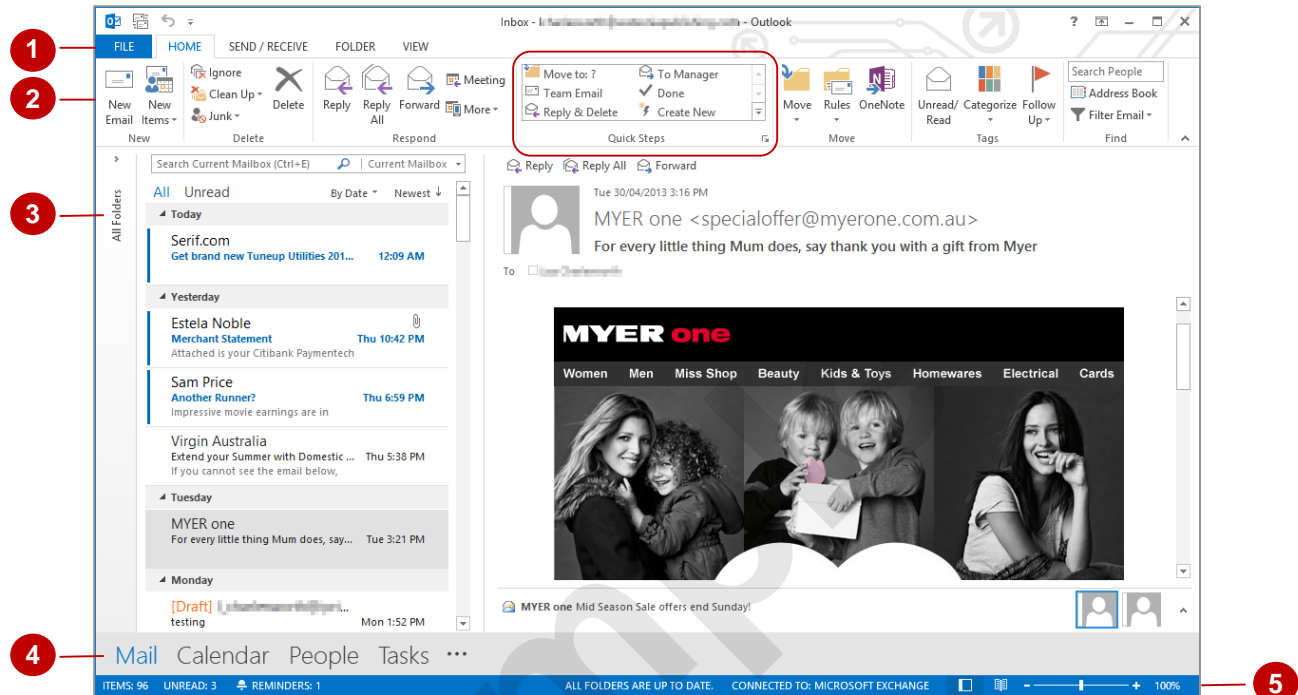 Inbox - - Outlook
1
FILE HOME SEND / RECEIVE FOLDER VIEW
2
New Email
New Items
New
Ignore
Clean Up
Junk
Delete
Delete
Reply
Reply All
Forward
Meeting
More
Respond
Move to: ?
Team Email
Reply & Delete
To Manager
Done
Create New
Quick Steps
Move
Rules
OneNote
Move
Unread/ Read
Categorize
Follow Up
Tags
Search People
Address Book
Filter Email
Find
3
All Folders
Search Current Mailbox (Ctrl+E) Current Mailbox
All Unread By Date Newest
Today
Serif.com
Get brand new Tuneup Utilities 201... 12:09 AM
Yesterday
Estela Noble
Merchant Statement Thu 10:42 PM
Attached is your Citibank Paymentech
Sam Price
Another Runner? Thu 6:59 PM
Impressive movie earnings are in
Virgin Australia
Extend your Summer with Domestic ... Thu 5:38 PM
If you cannot see the email below,
Tuesday
MYER one
For every little thing Mum does, say... Tue 3:21 PM
Monday
[Draft]
testing Mon 1:52 PM
Reply Reply All Forward
Tue 30/04/2013 3:16 PM
MYER one <specialoffer@myerone.com.au>
For every little thing Mum does, say thank you with a gift from Myer
To
MYER one
Women Men Miss Shop Beauty Kids & Toys Homewares Electrical Cards
MYER one Mid Season Sale offers end Sunday!
4
Mail Calendar People Tasks ...
ITEMS: 96 UNREAD: 3 REMINDERS: 1 ALL FOLDERS ARE UP TO DATE. CONNECTED TO: MICROSOFT EXCHANGE 100%
5